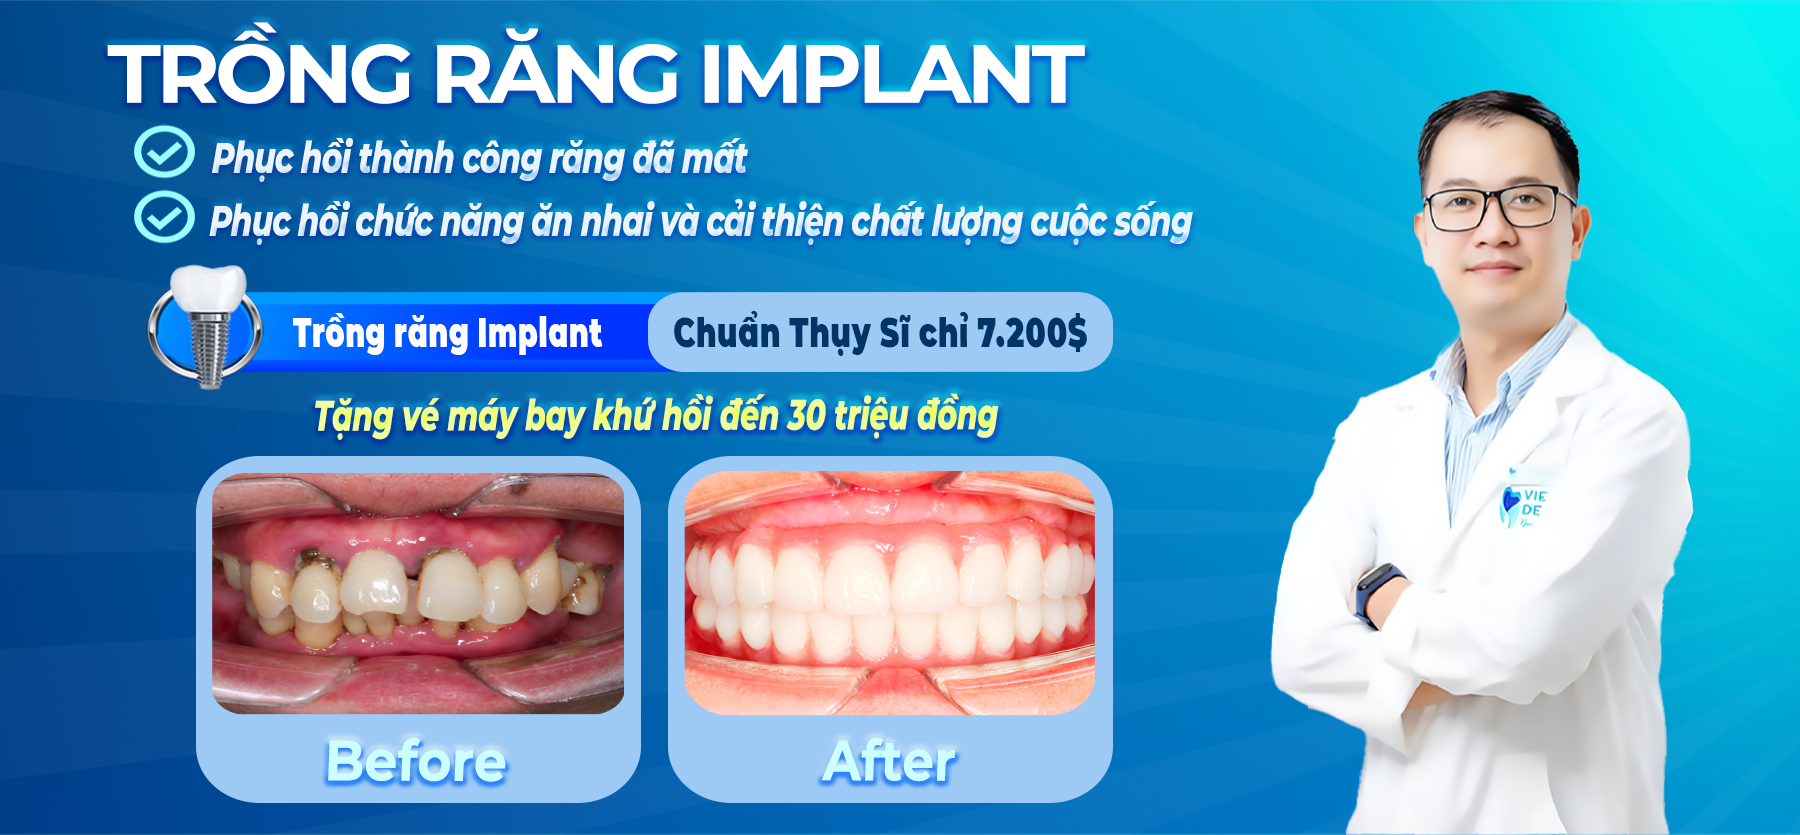 TRỒNG RĂNG IMPLANT
Phục hồi thành công răng đã mất
Phục hồi chức năng ăn nhai và cải thiện chất lượng cuộc sống
Trồng răng Implant
Chuẩn Thụy Sĩ chỉ 7.200$
Tặng vé máy bay khứ hồi đến 30 triệu đồng
Before
After
VIE
DE